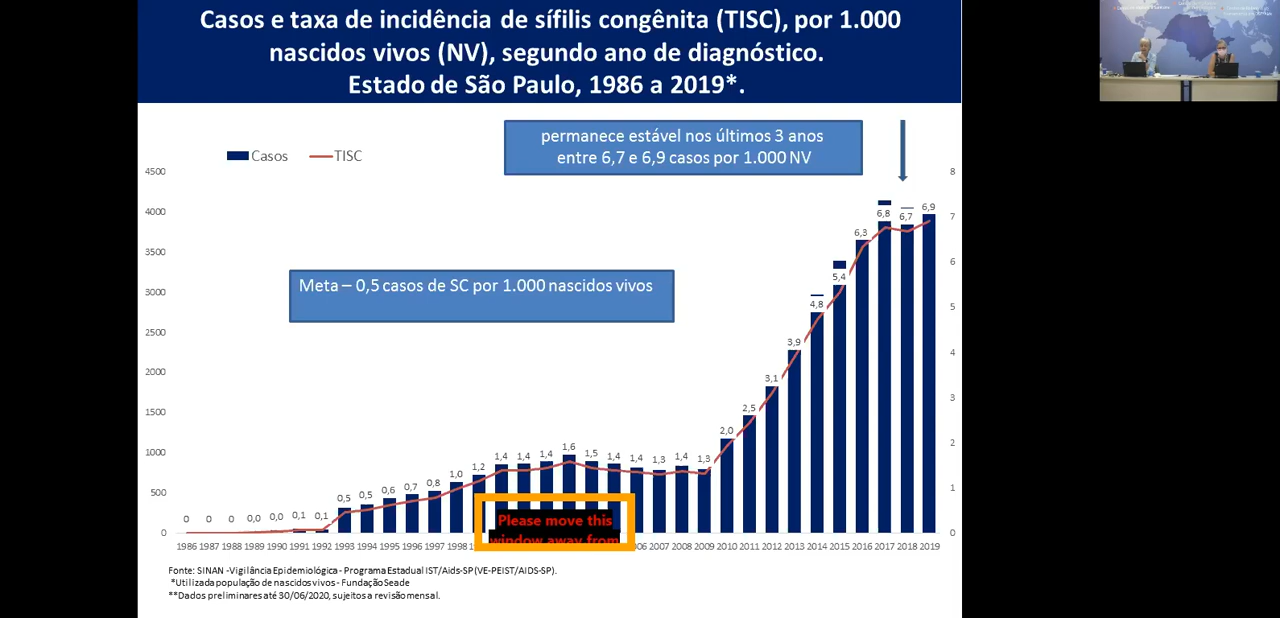 Casos e taxa de incidência de sífilis congênita (TISC), por 1.000
nascidos vivos (NV), segundo ano de diagnóstico.
Estado de São Paulo, 1986 a 2019*.
permanece estável nos últimos 3 anos
entre 6,7 e 6,9 casos por 1.000 NV
Casos TISC
Meta – 0,5 casos de SC por 1.000 nascidos vivos
4500
4000
3500
3000
2500
2000
1500
1000
500
0
8
7
6
5
4
3
2
1
0
0 0 0 0,0 0,0 0,1 0,1 0,5 0,5 0,6 0,7 0,8 1,0 1,2 1,4 1,4 1,4 1,6 1,5 1,4 1,4 1,3 1,4 1,3 2,0 2,5 3,1 3,9 4,8 5,4 6,3 6,8 6,7 6,9
Please move this
window away from
1986 1987 1988 1989 1990 1991 1992 1993 1994 1995 1996 1997 1998 2007 2008 2009 2010 2011 2012 2013 2014 2015 2016 2017 2018 2019
Fonte: SINAN -Vigilância Epidemiológica - Programa Estadual IST/Aids-SP (VE-PEIST/AIDS-SP).
*Utilizada população de nascidos vivos - Fundação Seade
**Dados preliminares até 30/06/2020, sujeitos a revisão mensal.